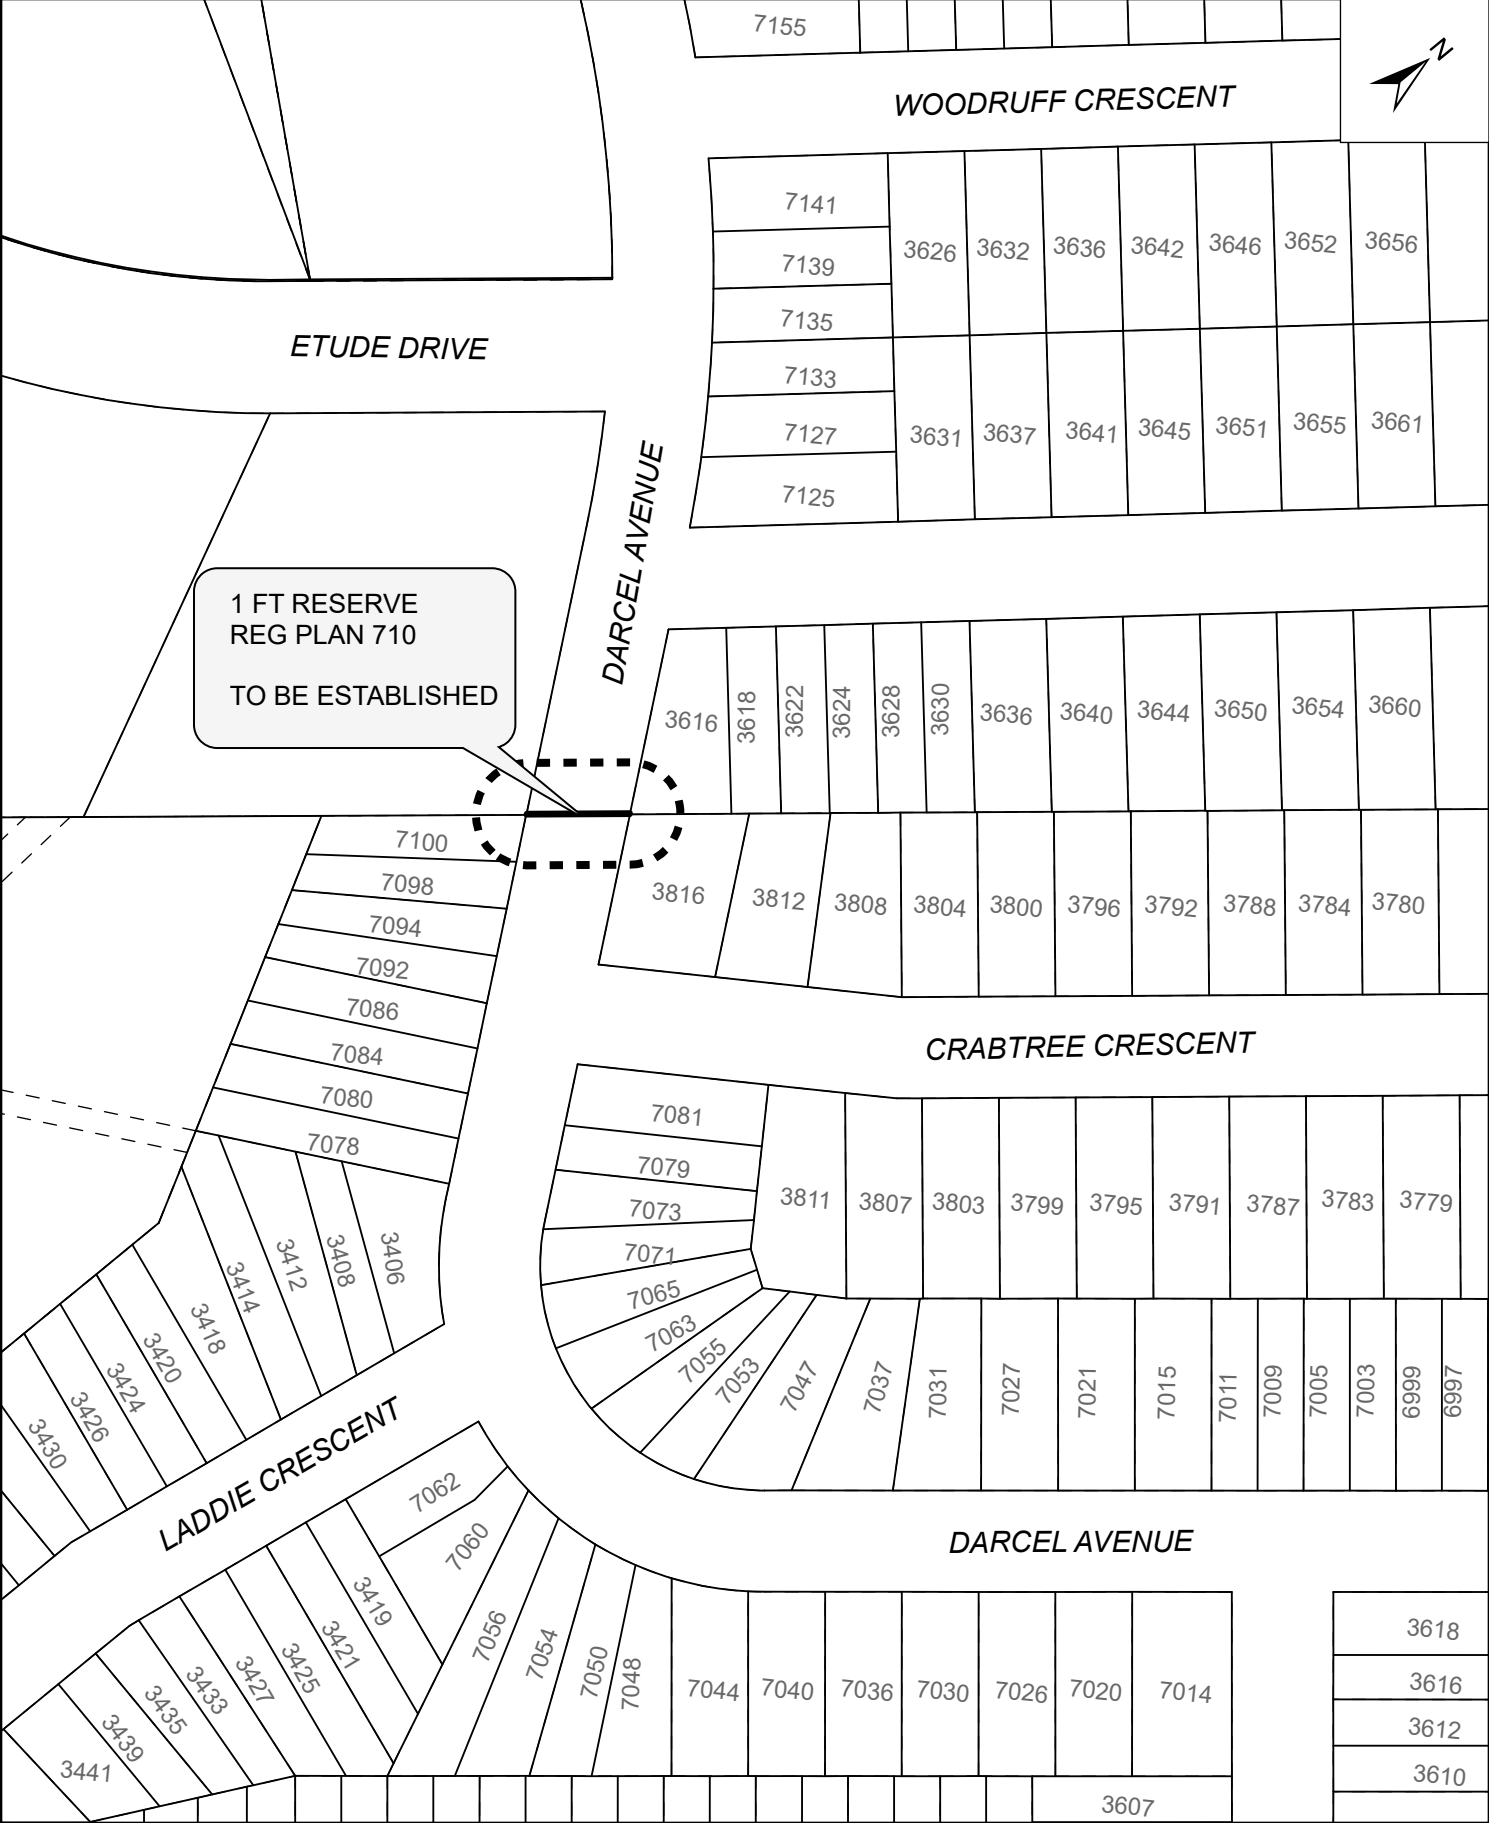 7155
N
WOODRUFF CRESCENT
7141
7139
7135
7133
7127
7125
3626 3632 3636 3642 3646 3652 3656
3631 3637 3641 3645 3651 3655 3661
ETUDE DRIVE
DARCEL AVENUE
1 FT RESERVE
REG PLAN 710
TO BE ESTABLISHED
3616 3618 3622 3624 3628 3630 3636 3640 3644 3650 3654 3660
7100
7098
7094
7092
7086
7084
7080
7078
3816 3812 3808 3804 3800 3796 3792 3788 3784 3780
CRABTREE CRESCENT
7081
7079
7073
7071
7065
7063
7055
7053
7047
7037
7031 7027 7021 7015 7011 7009 7005 7003 6999 6997
3811 3807 3803 3799 3795 3791 3787 3783 3779
3430 3426 3424 3420 3418 3414 3412 3408 3406
LADDIE CRESCENT
DARCEL AVENUE
7062
7060
7056
7054
7050
7048
7044 7040 7036 7030 7026 7020 7014
3441 3439 3435 3433 3427 3425 3421 3419
3618
3616
3612
3610
3607